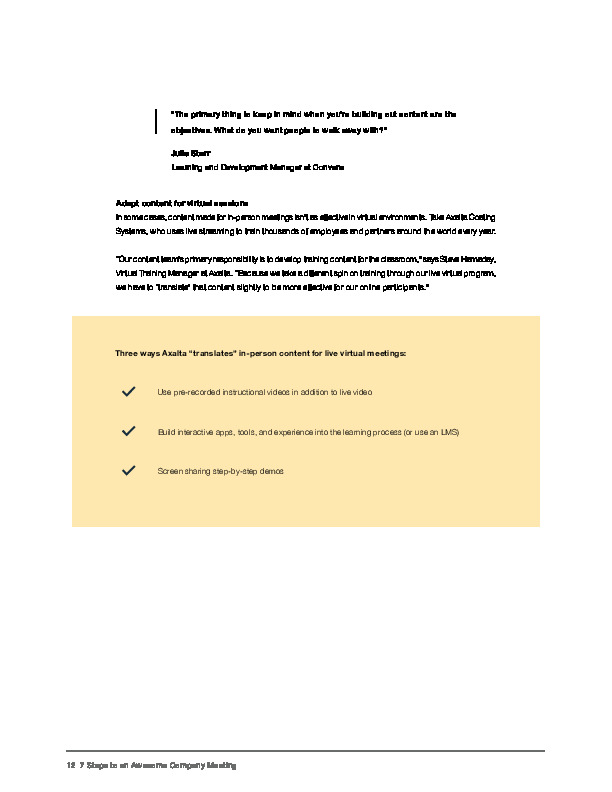 "The primary thing to keep in mind when you're building out content are the
objectives. What do you want people to walk away with?"
Julie Starr
Learning and Development Manager at Convene
Adapt content for virtual sessions
In some cases, content made for in-person meetings isn't as effective in virtual environments. Take Axalta Coating
Systems, who uses live streaming to train thousands of employees and partners around the world every year.
"Our content team's primary responsibility is to develop training content for the classroom," says Steve
Virtual Training Manager at Axalta. "Because we take a different spin on training through our live virtual program,
we have to "translate" that content slightly to be more effective for our online participants."
Three ways Axalta "translates" in-person content for live virtual meetings:
Use pre-recorded instructional videos in addition to live video
Build interactive apps, tools, and experience into the learning process (or use an LMS)
Screen sharing step-by-step demos
12 7 Steps to an Awesome Company Meeting